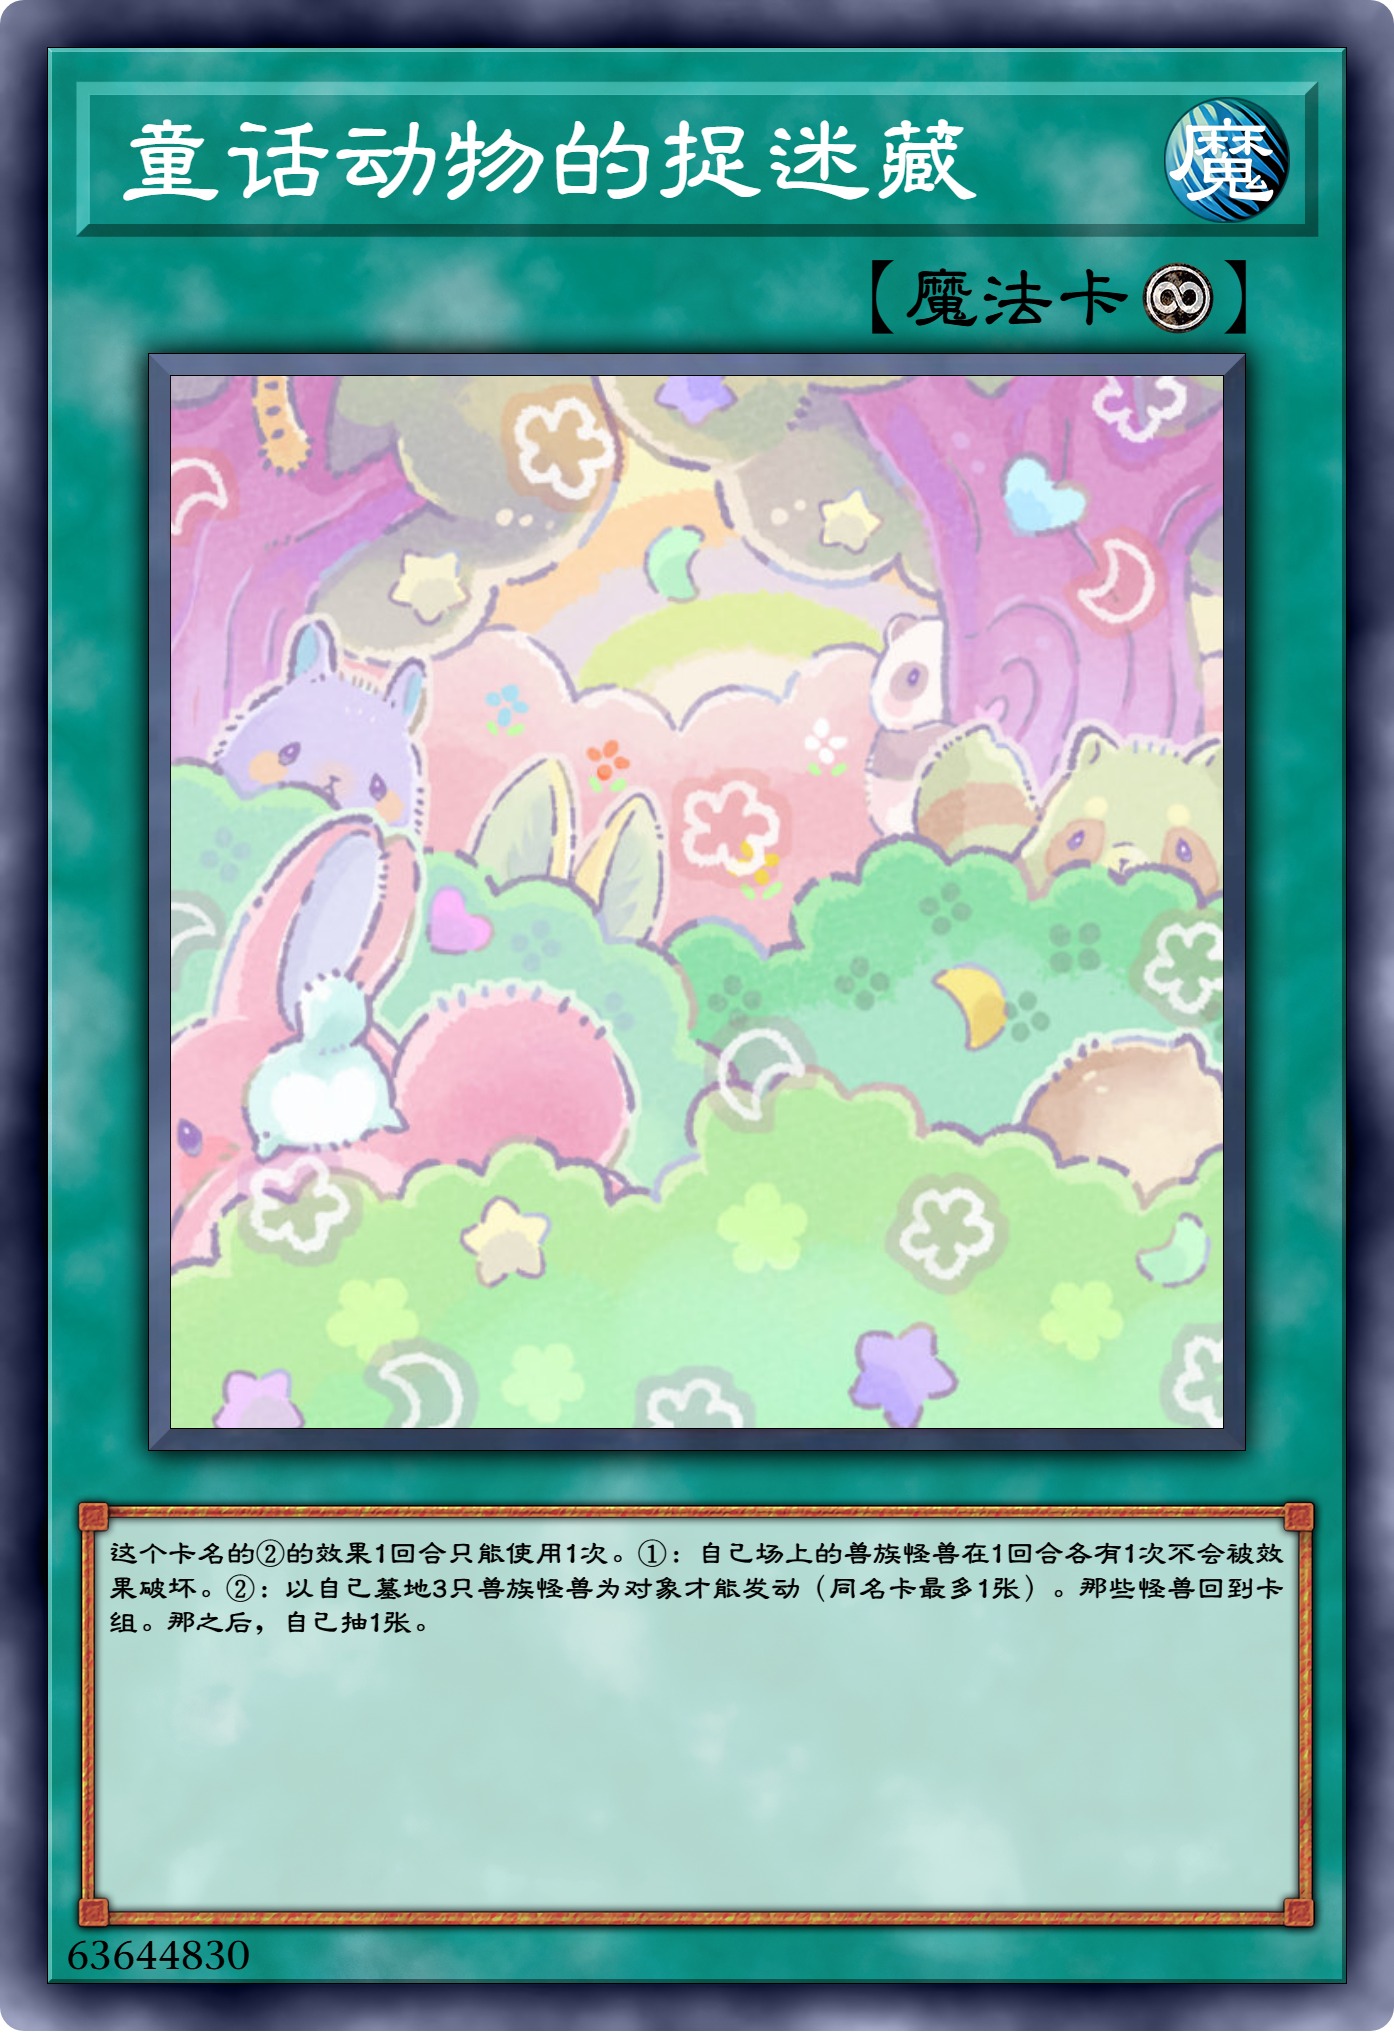 童话动物的捉迷藏
魔
【魔法卡】
这个卡名的②的效果1回合只能使用1次。①：自己场上的兽族怪兽在1回合各有1次不会被效
果破坏。②：以自己墓地3只兽族怪兽为对象才能发动（同名卡最多1张）。那些怪兽回到卡
组。那之后，自己抽1张。
63644830